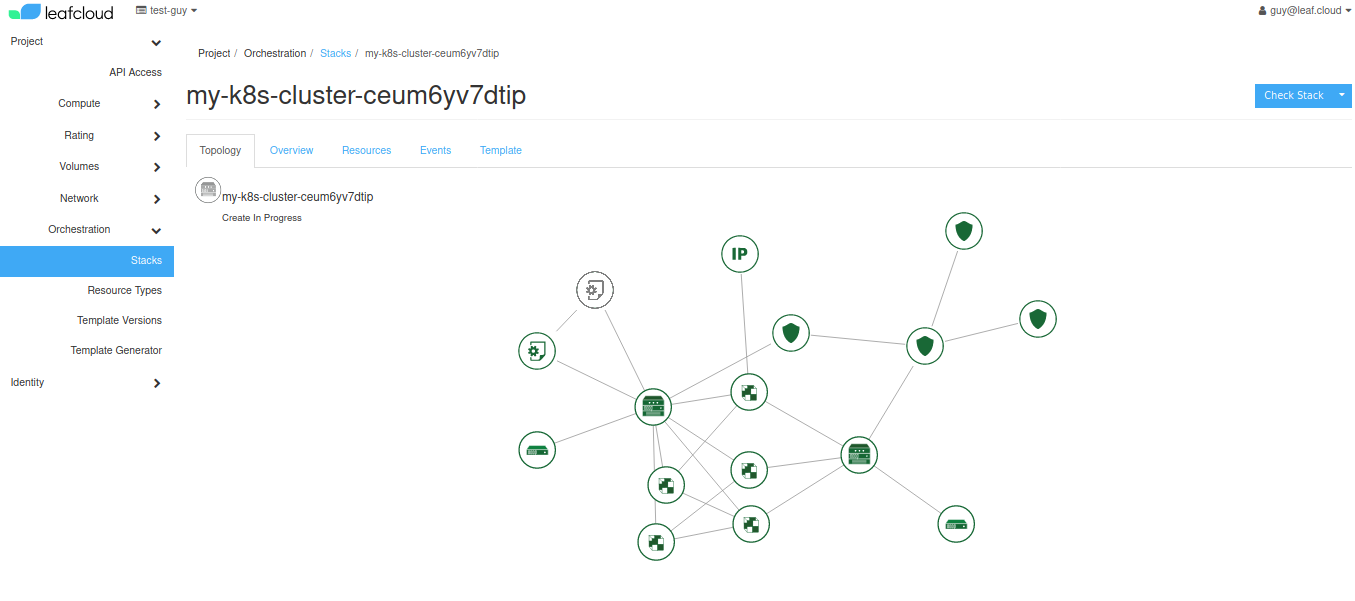 leafcloud
test-guy
guy@leaf.cloud
Project
API Access
Compute
Rating
Volumes
Network
Orchestration
Stacks
Resource Types
Template Versions
Template Generator
Identity
Project / Orchestration / Stacks / my-k8s-cluster-ceum6yv7dtip
my-k8s-cluster-ceum6yv7dtip
Check Stack
Topology Overview Resources Events Template
my-k8s-cluster-ceum6yv7dtip
Create In Progress
IP